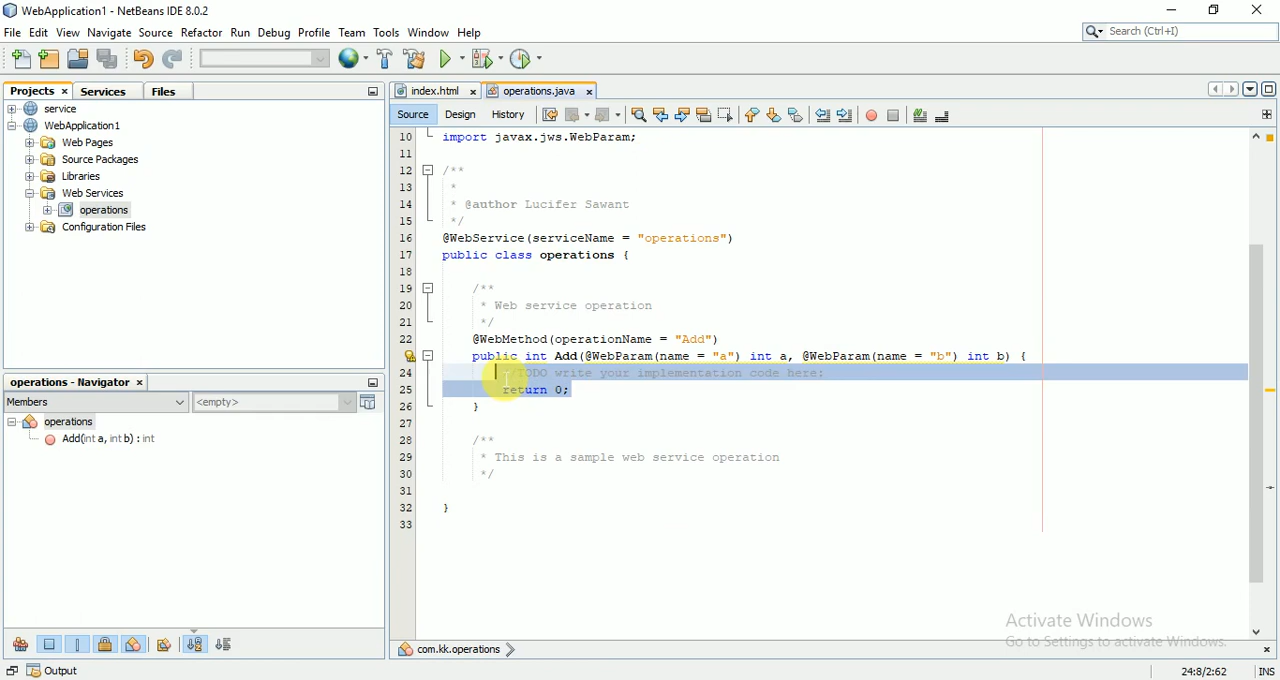 WebApplication1 - NetBeans IDE 8.0.2
File Edit View Navigate Source Refactor Run Debug Profile Team Tools Window Help
Search (Ctrl+I)
Projects Services Files
index.html operations.java
Source Design History
service
WebApplication1
Web Pages
Source Packages
Libraries
Web Services
operations
Configuration Files
operations - Navigator
Members <empty>
operations
Add(int a, int b) : int
10 import javax.jws.WebParam;
11
12 /**
13 *
14 * @author Lucifer Sawant
15 */
16 @WebService(serviceName = "operations")
17 public class operations {
18
19 /**
20 * Web service operation
21 */
22 @WebMethod(operationName = "Add")
public int Add(@WebParam(name = "a") int a, @WebParam(name = "b") int b) {
24 //TODO write your implementation code here:
25 return 0;
26 }
27
28 /**
29 * This is a sample web service operation
30 */
31
32 }
33
Activate Windows
Go to Settings to activate Windows.
com.kk.operations
Output
24:8/2:62 INS